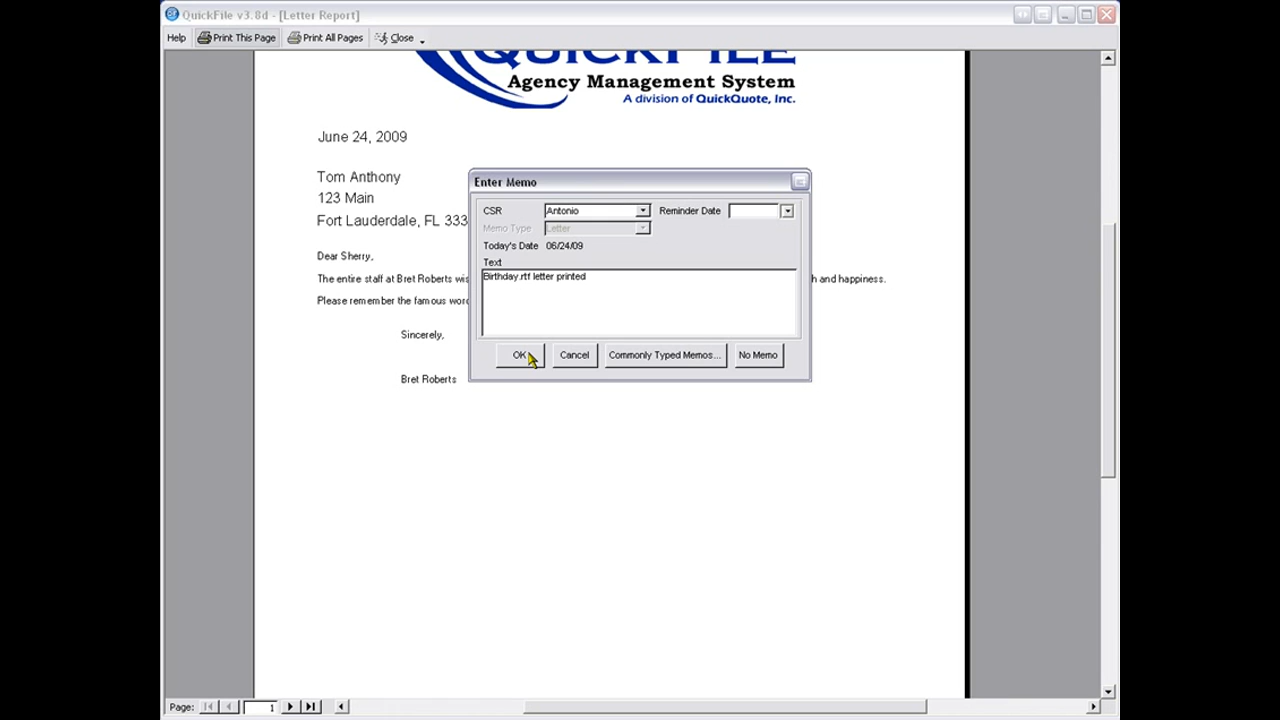 QuickFile v3.8d - [Letter Report]
Help Print This Page Print All Pages Close
QUICKFILE
Agency Management System
A division of QuickQuote, Inc.
June 24, 2009
Tom Anthony
123 Main
Fort Lauderdale, FL 333
Dear Sherry,
The entire staff at Bret Roberts wis h and happiness.
Please remember the famous word
Sincerely,
Bret Roberts
Enter Memo
CSR Antonio Reminder Date
Memo Type Letter
Today's Date 06/24/09
Text
Birthday.rtf letter printed
OK Cancel Commonly Typed Memos... No Memo
Page: 1